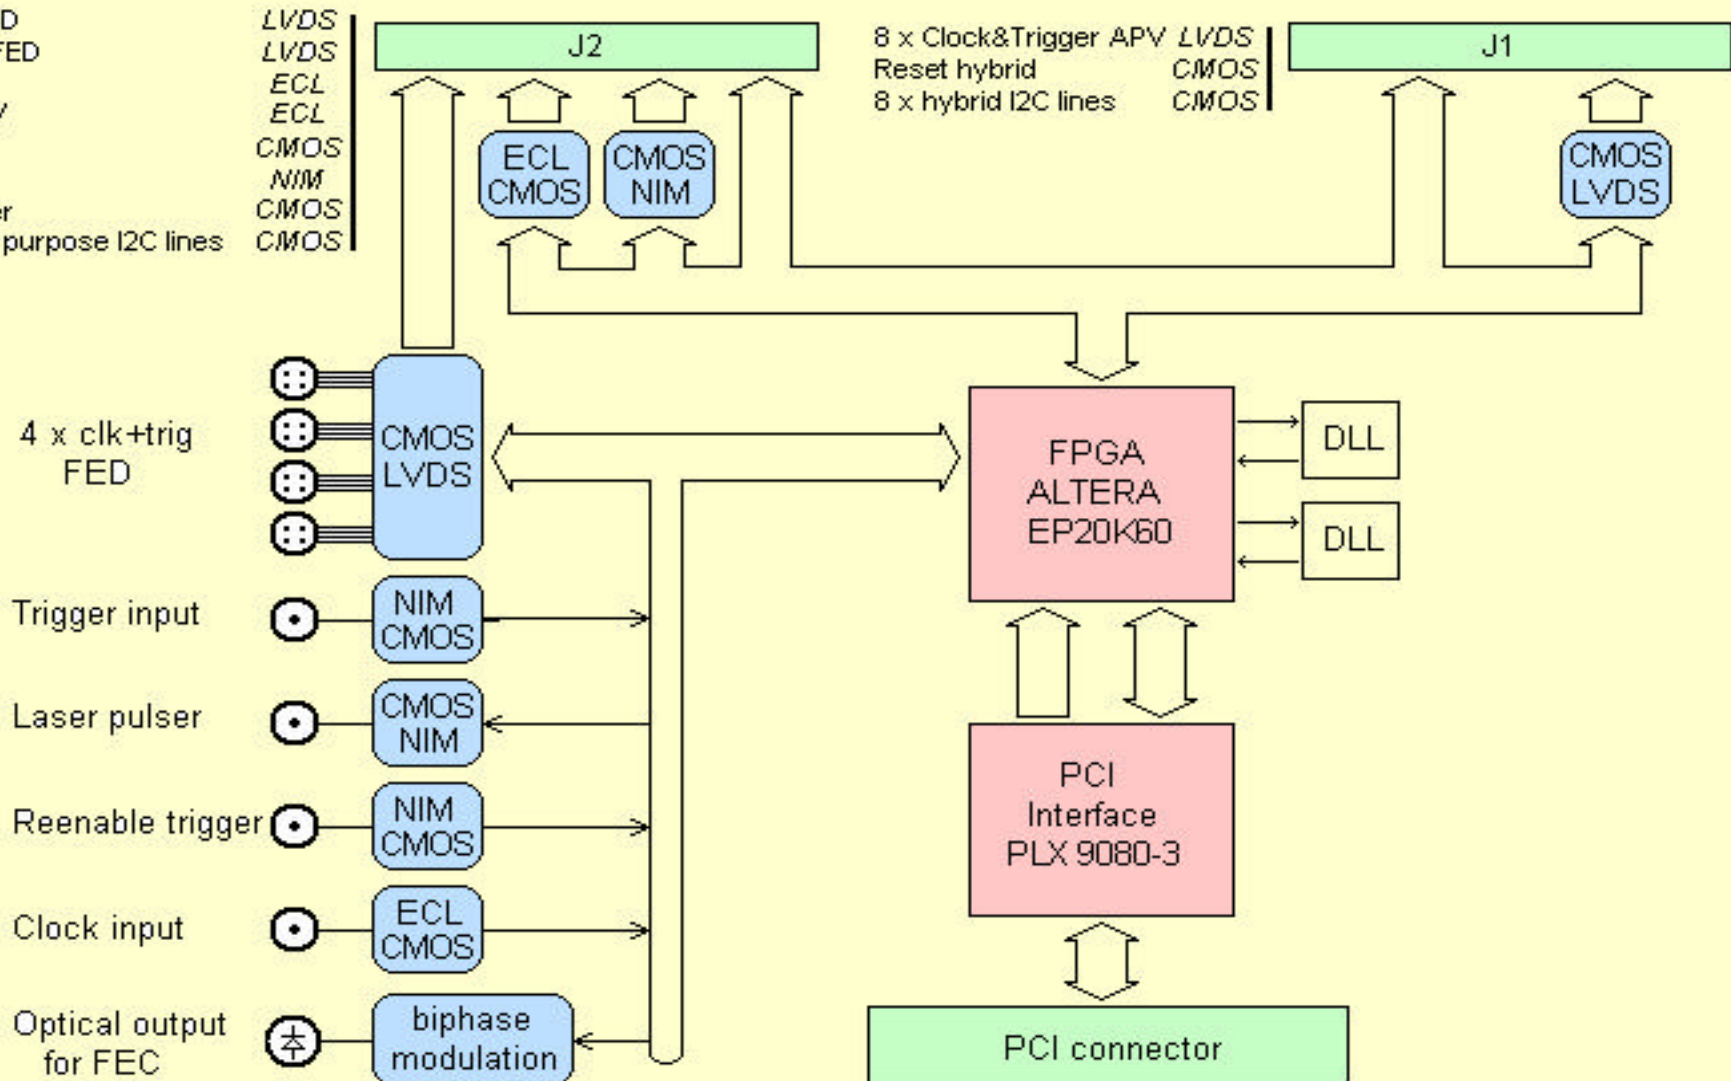 D LVDS
FED LVDS
ECL
ECL
CMOS
NIM
er CMOS
purpose I2C lines CMOS
J2
8 x Clock&Trigger APV LVDS
Reset hybrid CMOS
8 x hybrid I2C lines CMOS
J1
ECL
CMOS
CMOS
NIM
CMOS
LVDS
4 x clk+trig
FED
CMOS
LVDS
FPGA
ALTERA
EP20K60
DLL
DLL
Trigger input
NIM
CMOS
Laser pulser
CMOS
NIM
Reenable trigger
NIM
CMOS
Clock input
ECL
CMOS
Optical output
for FEC
biphase
modulation
PCI
Interface
PLX 9080-3
PCI connector